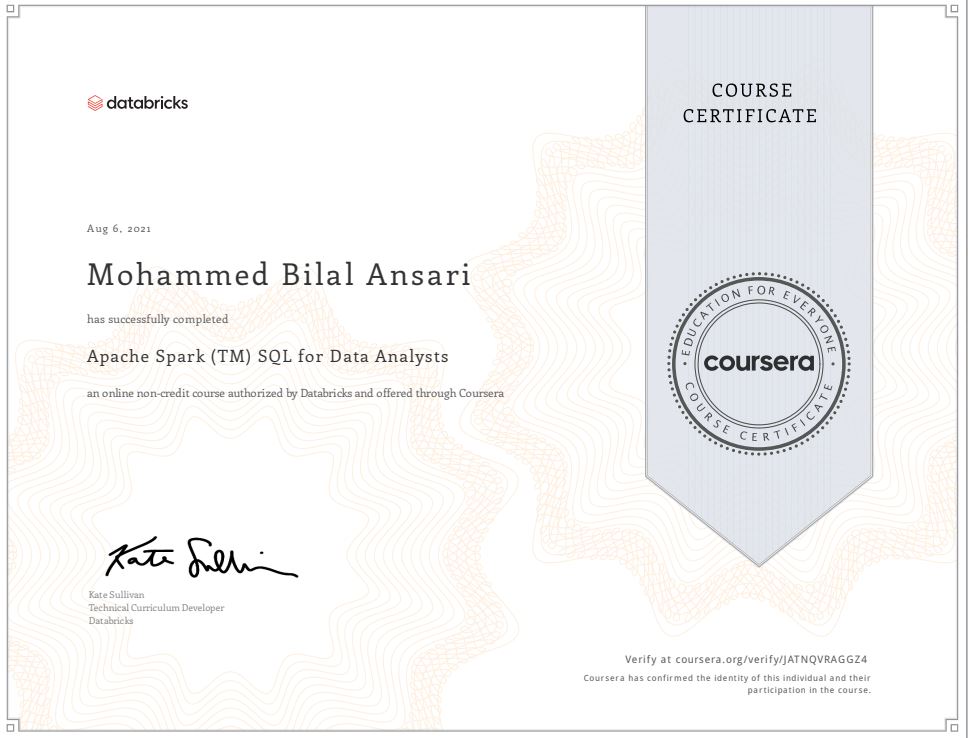 databricks
COURSE
CERTIFICATE
Aug 6, 2021
Mohammed Bilal Ansari
has successfully completed
Apache Spark (TM) SQL for Data Analysts
an online non-credit course authorized by Databricks and offered through Coursera
EDUCATION FOR EVERYONE
coursera
COURSE CERTIFICATE
Kate Sullivan
Kate Sullivan
Technical Curriculum Developer
Databricks
Verify at coursera.org/verify/JATNQVRAGGZ4
Coursera has confirmed the identity of this individual and their
participation in the course.